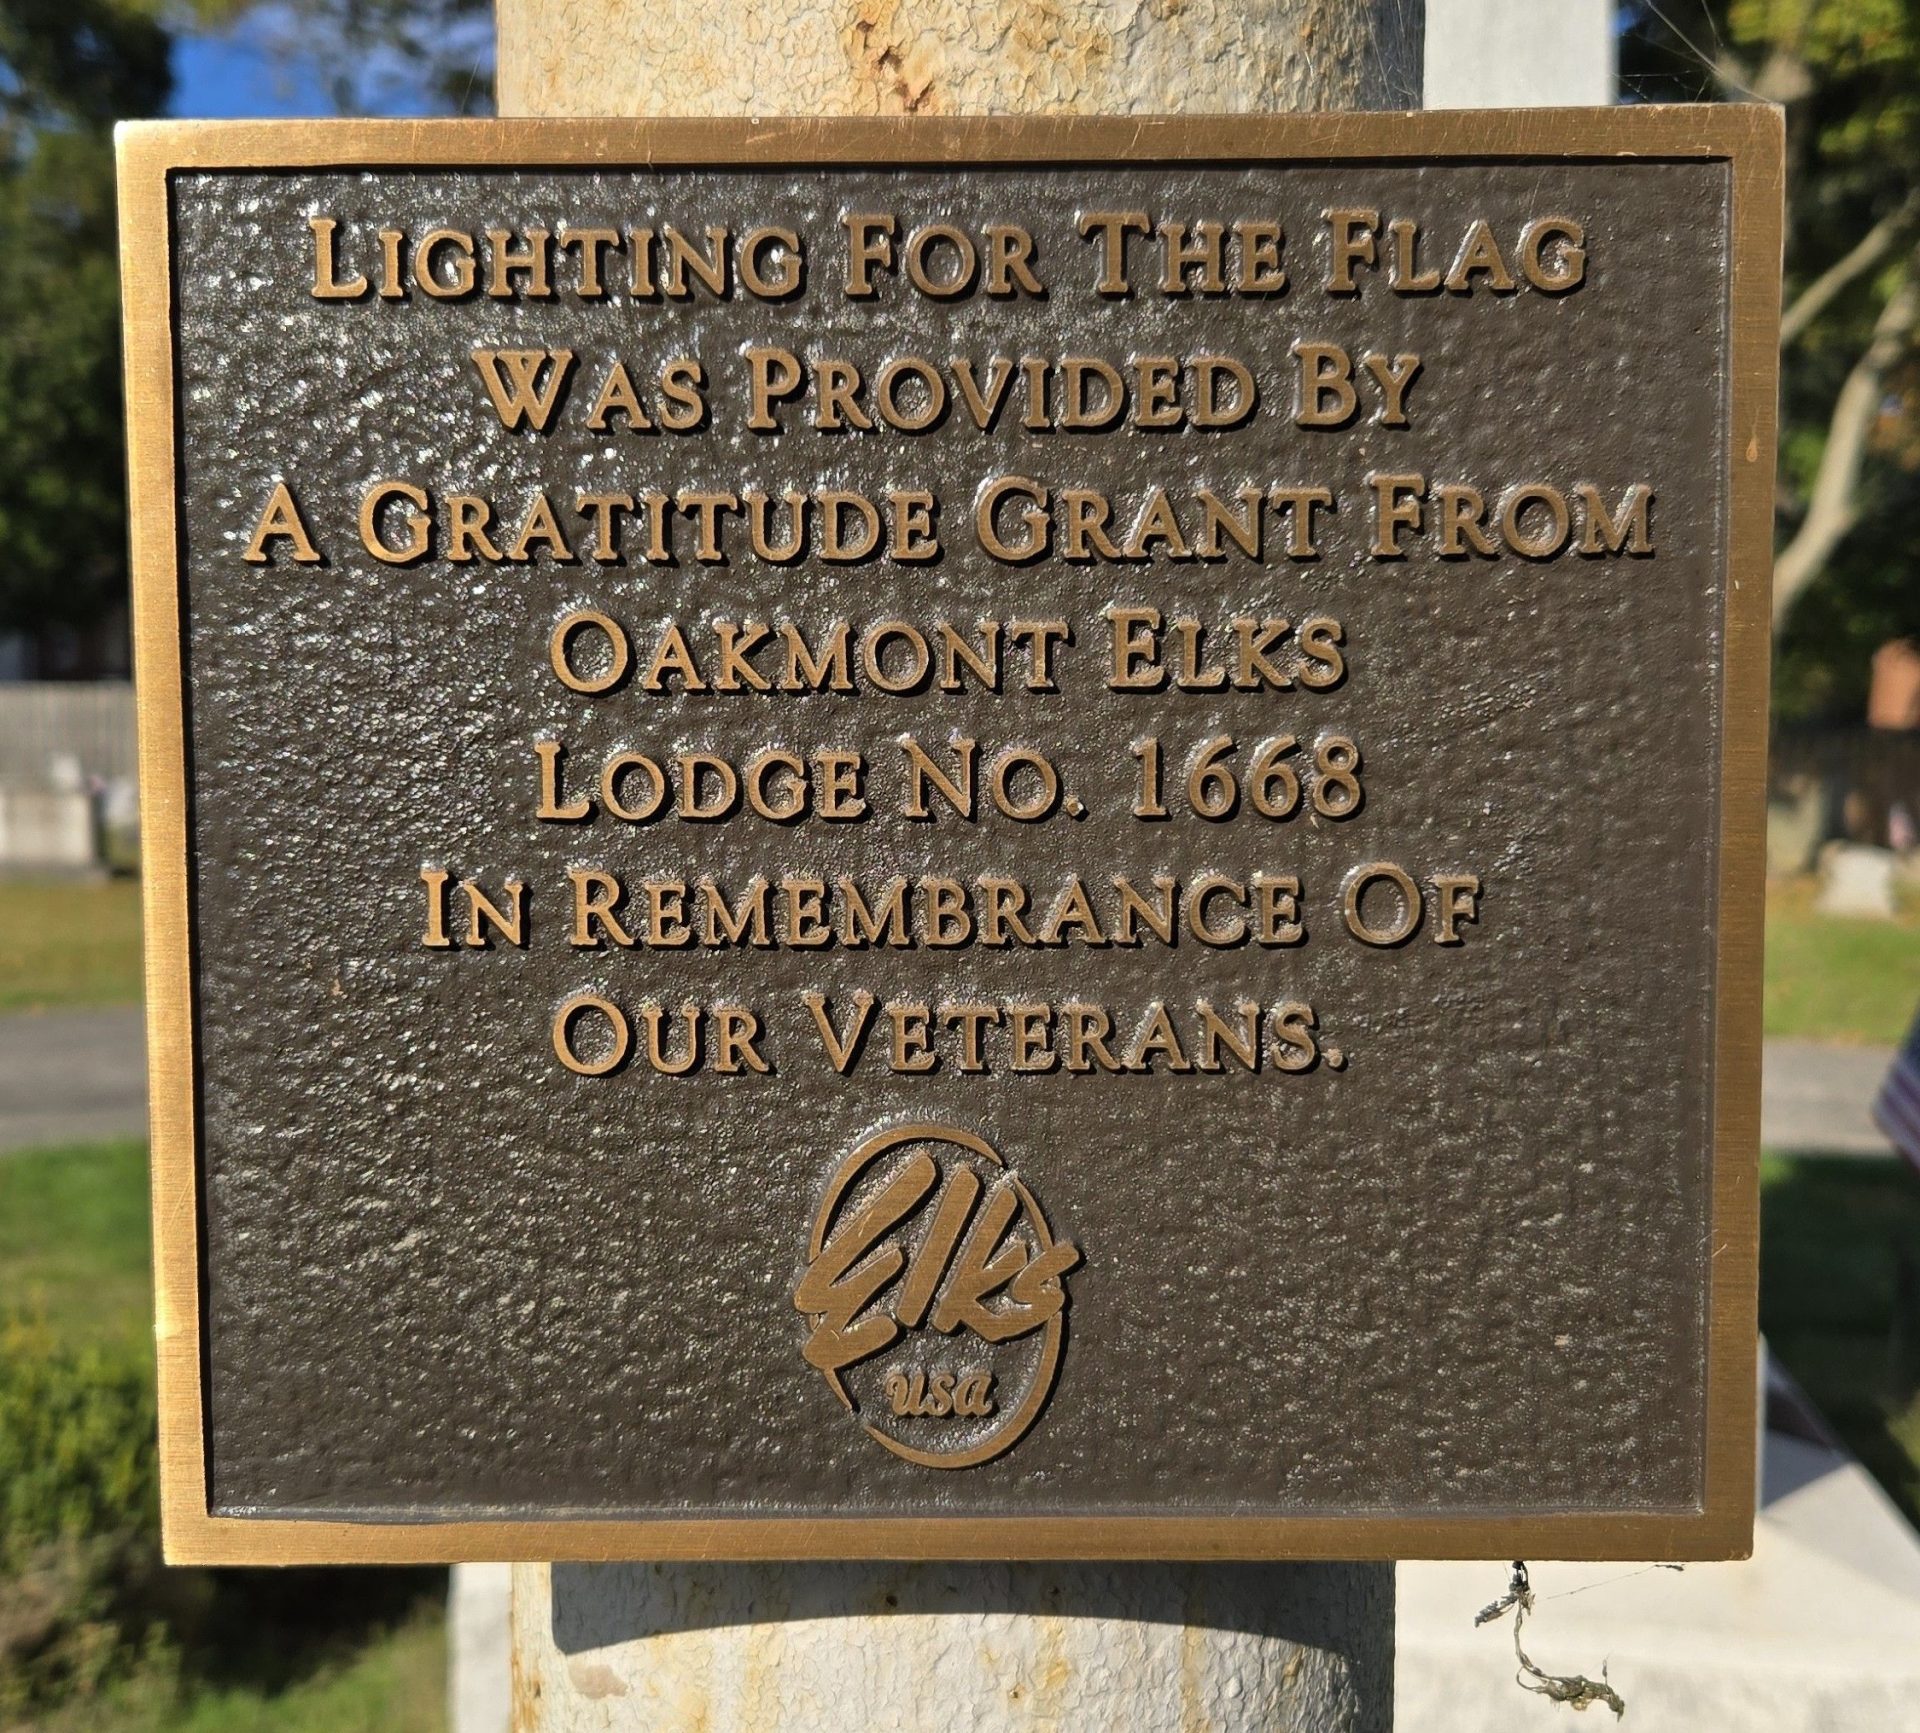 LIGHTING FOR THE FLAG
WAS PROVIDED BY
A GRATITUDE GRANT FROM
OAKMONT ELKS
LODGE NO. 1668
IN REMEMBRANCE OF
OUR VETERANS.
Elks
usa